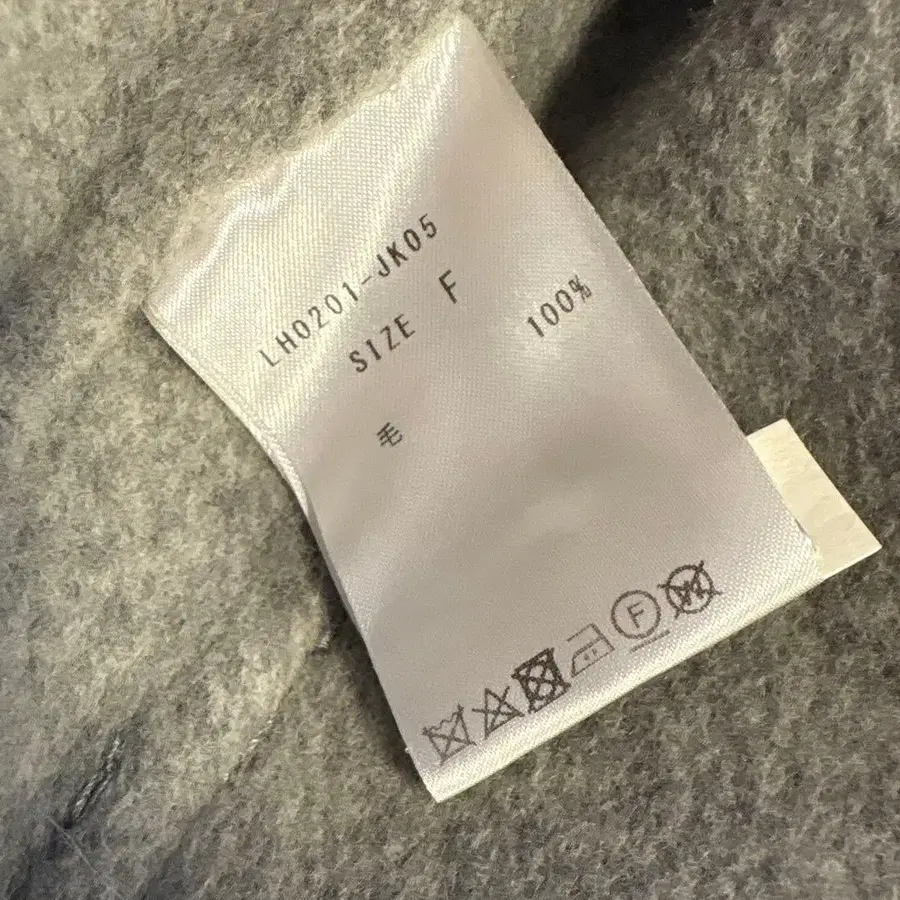 LH0201-JK05
SIZE F
毛 100%
F
W